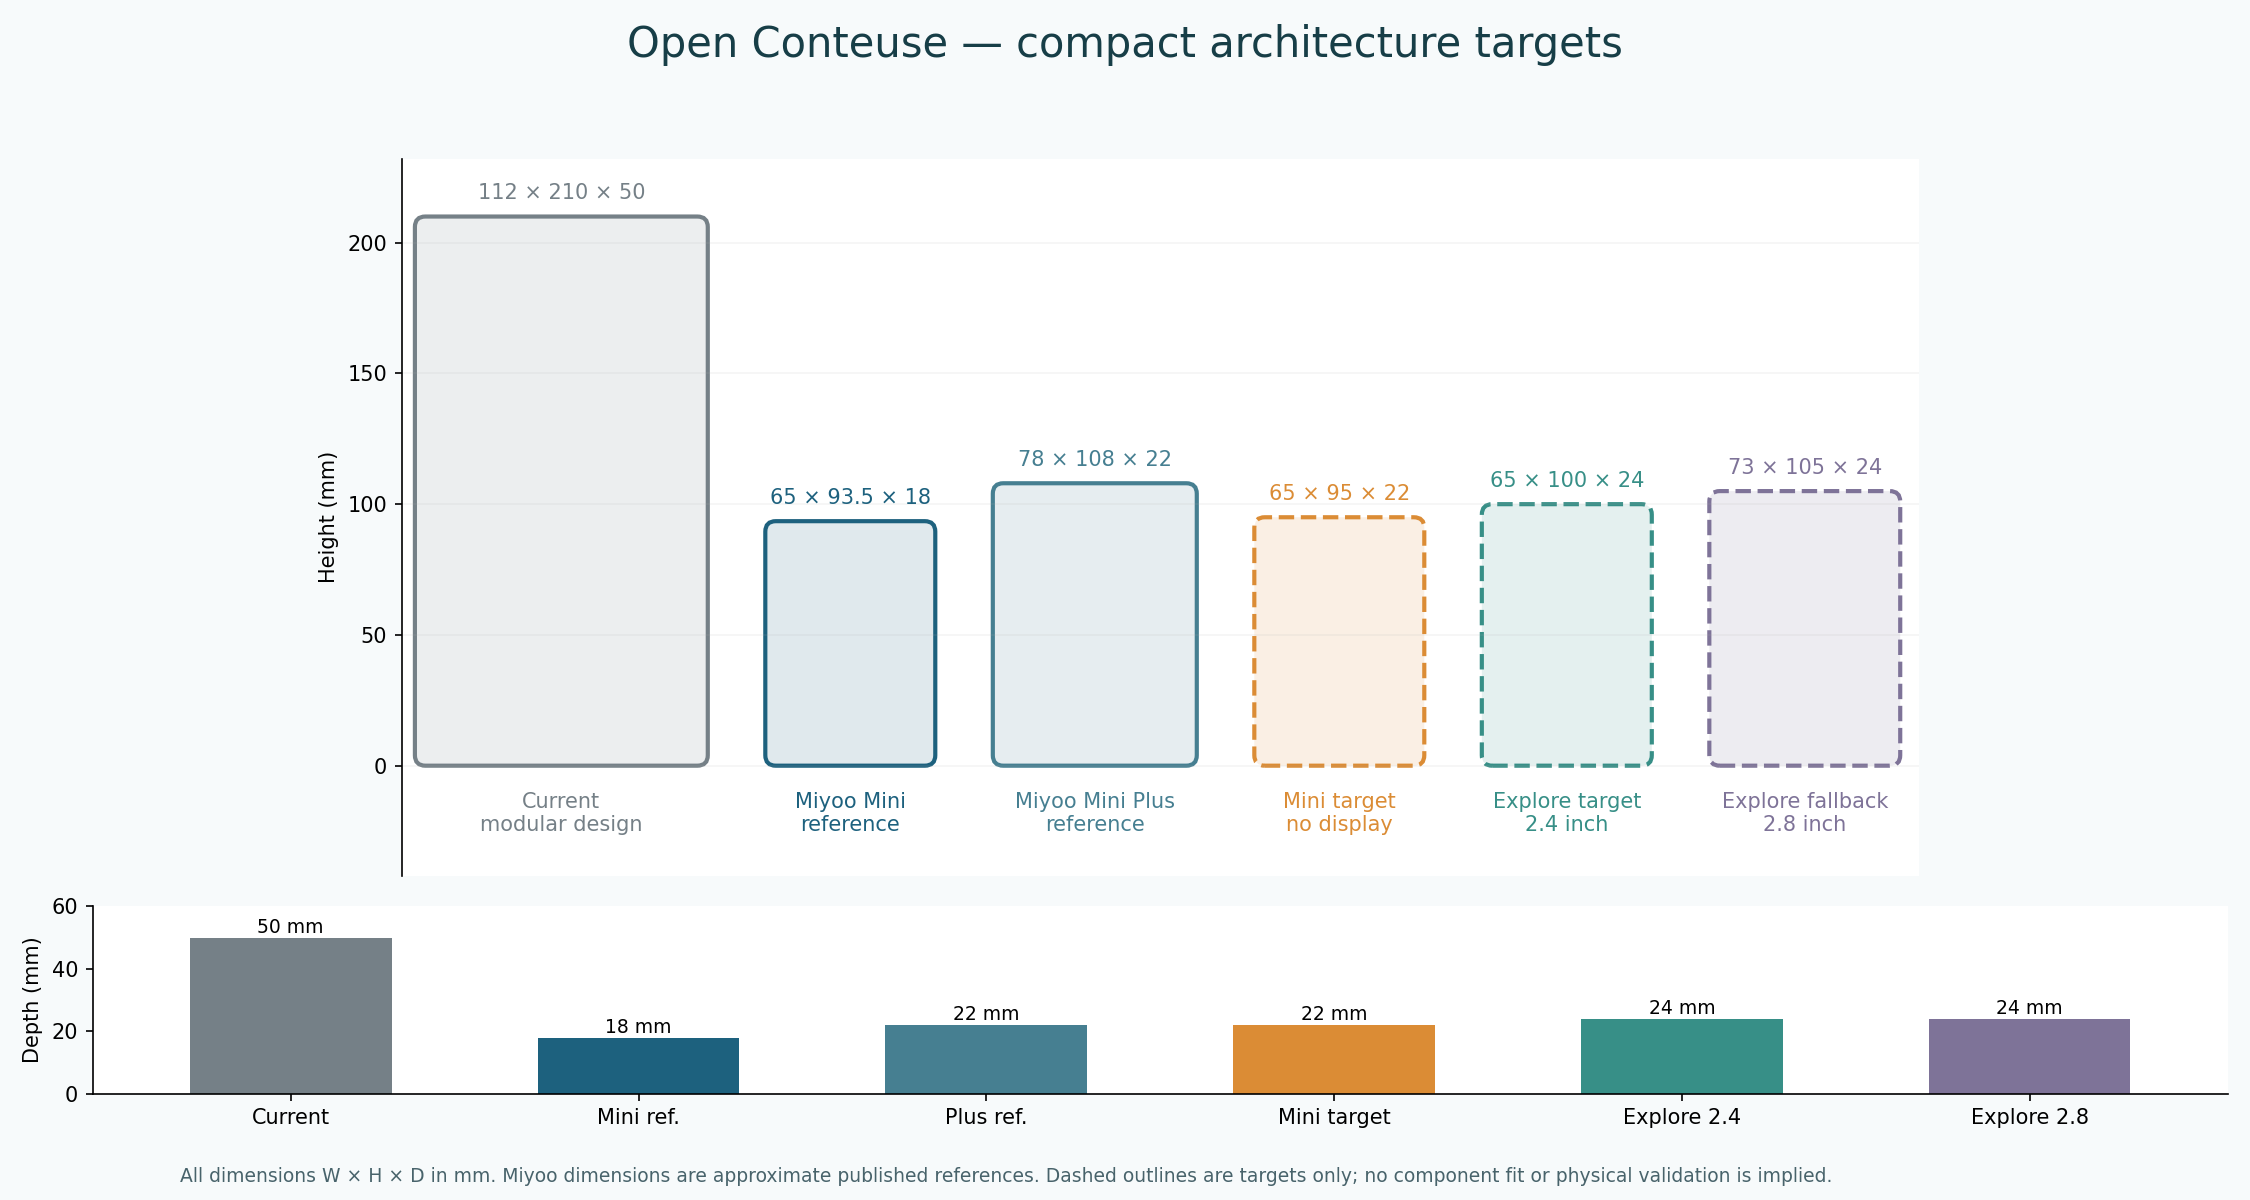 Open Conteuse — compact architecture targets
112 × 210 × 50
200
150
78 × 108 × 22
73 × 105 × 24
65 × 100 × 24
65 × 93.5 × 18
65 × 95 × 22
100
Height (mm)
50
0
Current
modular design
Miyoo Mini
reference
Miyoo Mini Plus
reference
Mini target
no display
Explore target
2.4 inch
Explore fallback
2.8 inch
60
50 mm
40
Depth (mm)
18 mm
22 mm
22 mm
24 mm
24 mm
20
0
Current
Mini ref.
Plus ref.
Mini target
Explore 2.4
Explore 2.8
All dimensions W × H × D in mm. Miyoo dimensions are approximate published references. Dashed outlines are targets only; no component fit or physical validation is implied.